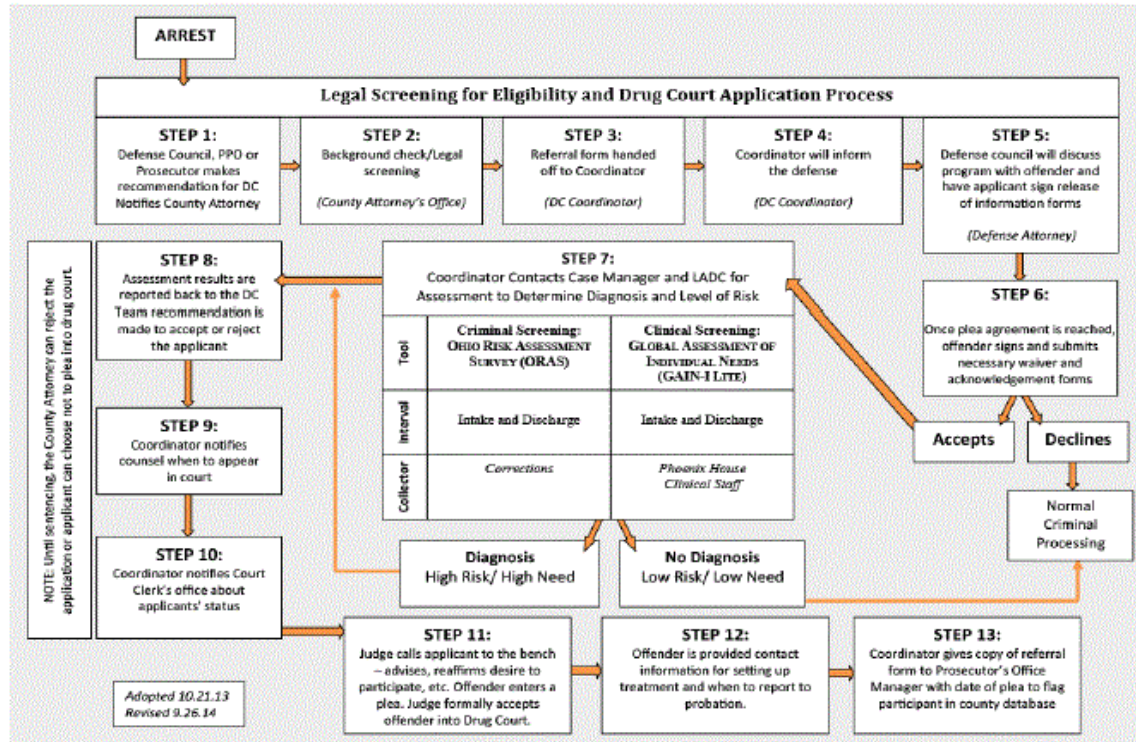 ARREST
Legal Screening for Eligibility and Drug Court Application Process
STEP 1:
Defense Council, PPO or
Prosecutor makes
recommendation for DC
Notifies County Attorney
STEP 2:
Background check/Legal
screening
(County Attorney's Office)
STEP 3:
Referral form handed
off to Coordinator
(DC Coordinator)
STEP 4:
Coordinator will inform
the defense
(DC Coordinator)
STEP 5:
Defense council will discuss
program with offender and
have applicant sign release
of information forms
(Defense Attorney)
STEP 6:
Once plea agreement is reached,
offender signs and submits
necessary waiver and
acknowledgement forms
Accepts
Declines
Normal
Criminal
Processing
STEP 7:
Coordinator Contacts Case Manager and LADC for
Assessment to Determine Diagnosis and Level of Risk
Tool
Criminal Screening:
OHIO RISK ASSESSMENT
SURVEY (ORAS)
Clinical Screening:
GLOBAL ASSESSMENT OF
INDIVIDUAL NEEDS
(GAIN-I LITE)
Interval
Intake and Discharge
Intake and Discharge
Collector
Corrections
Phoenix House
Clinical Staff
Diagnosis
High Risk/ High Need
No Diagnosis
Low Risk/ Low Need
STEP 8:
Assessment results are
reported back to the DC
Team recommendation is
made to accept or reject
the applicant
STEP 9:
Coordinator notifies
counsel when to appear
in court
STEP 10:
Coordinator notifies Court
Clerk's office about
applicants' status
NOTE: Until sentencing, the County Attorney can reject the
application or applicant can choose not to plea into drug court.
STEP 11:
Judge calls applicant to the bench
– advises, reaffirms desire to
participate, etc. Offender enters a
plea. Judge formally accepts
offender into Drug Court.
STEP 12:
Offender is provided contact
information for setting up
treatment and when to report to
probation.
STEP 13:
Coordinator gives copy of referral
form to Prosecutor's Office
Manager with date of plea to flag
participant in county database
Adopted 10.21.13
Revised 9.26.14